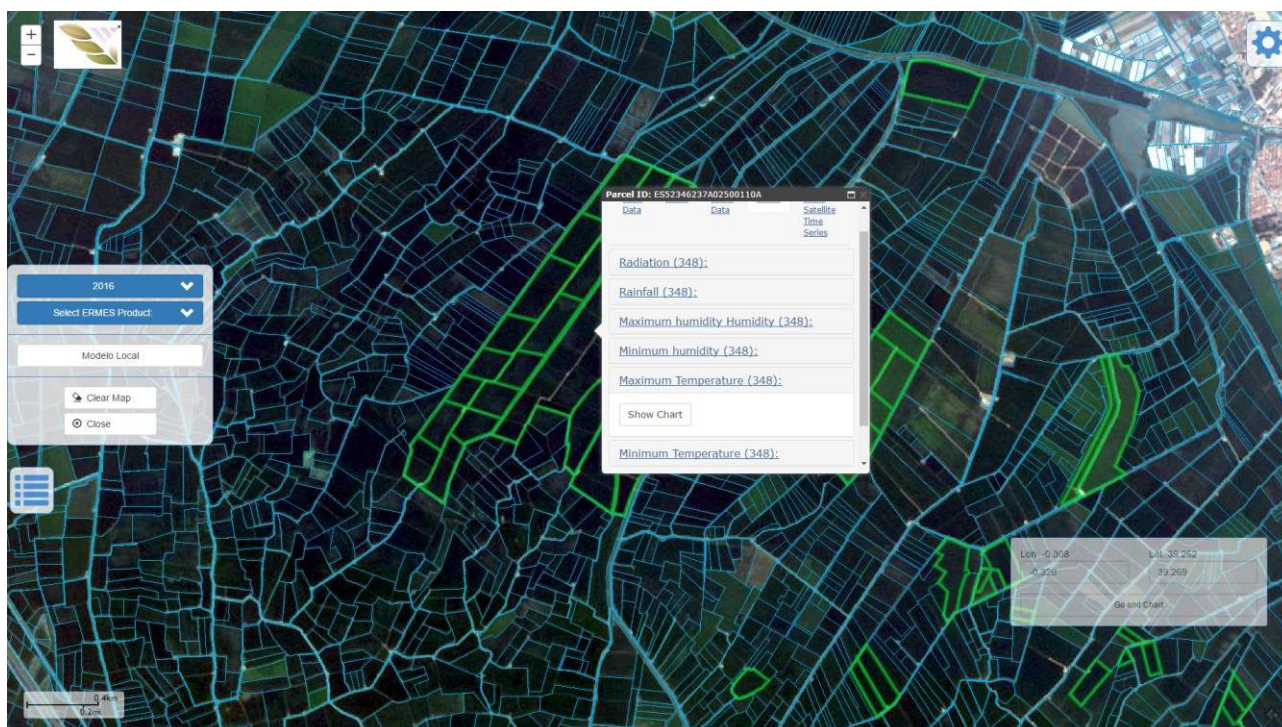 +
−
Parcel ID: ES52346237A02500110A
Data
Data
Satellite
Time
Series
Radiation (348):
Rainfall (348):
Maximum humidity Humidity (348):
Minimum humidity (348):
Maximum Temperature (348):
Show Chart
Minimum Temperature (348):
2016
Select ERMES Product:
Modelo Local
Clear Map
Close
Lon: -0.308 Lat: 39.262
-0.320 39.269
Go and Chart
0.4km
0.2mi